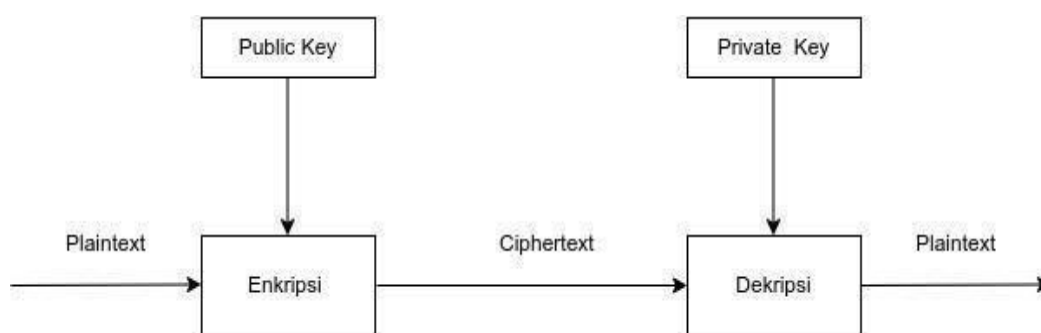 Public Key
Private Key
Plaintext
Ciphertext
Plaintext
Enkripsi
Dekripsi